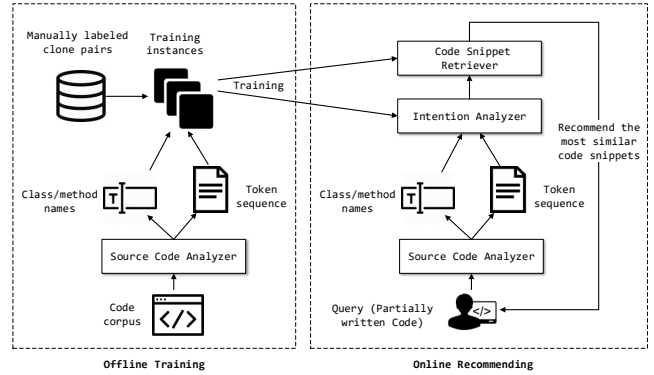 Manually labeled
clone pairs
Training
instances
Training
Class/method
names
T
Token
sequence
Source Code Analyzer
Code
corpus
</>
Offline Training
Code Snippet
Retriever
Intention Analyzer
Recommend the
most similar
code snippets
Class/method
names
T
Token
sequence
Source Code Analyzer
Query (Partially
written Code)
</>
Online Recommending